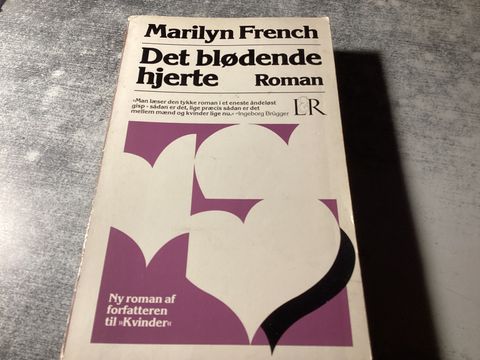 Marilyn French
Det blødende
hjerte Roman
»Man læser den tykke roman i et eneste åndeløst
gisp - sådan er det, lige præcis sådan er det
mellem mænd og kvinder lige nu.« -Ingeborg Brügger
L&R
Ny roman af
forfatteren
til »Kvinder«